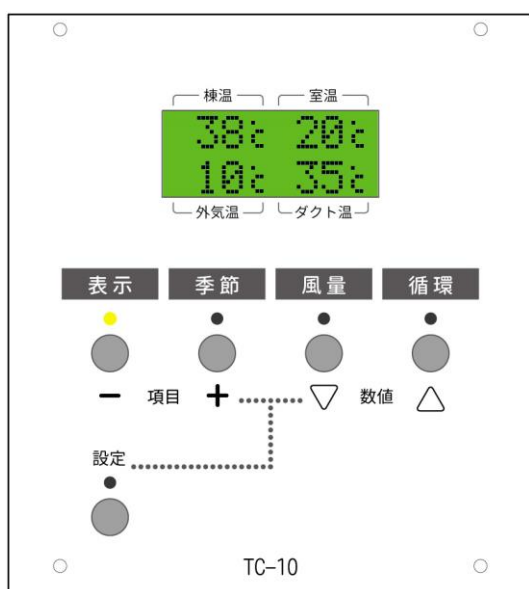 棟温 室温
38℃ 20℃
10℃ 35℃
外気温 ダクト温
表示 季節 風量 循環
− 項目 + ▽ 数値 △
設定
TC-10